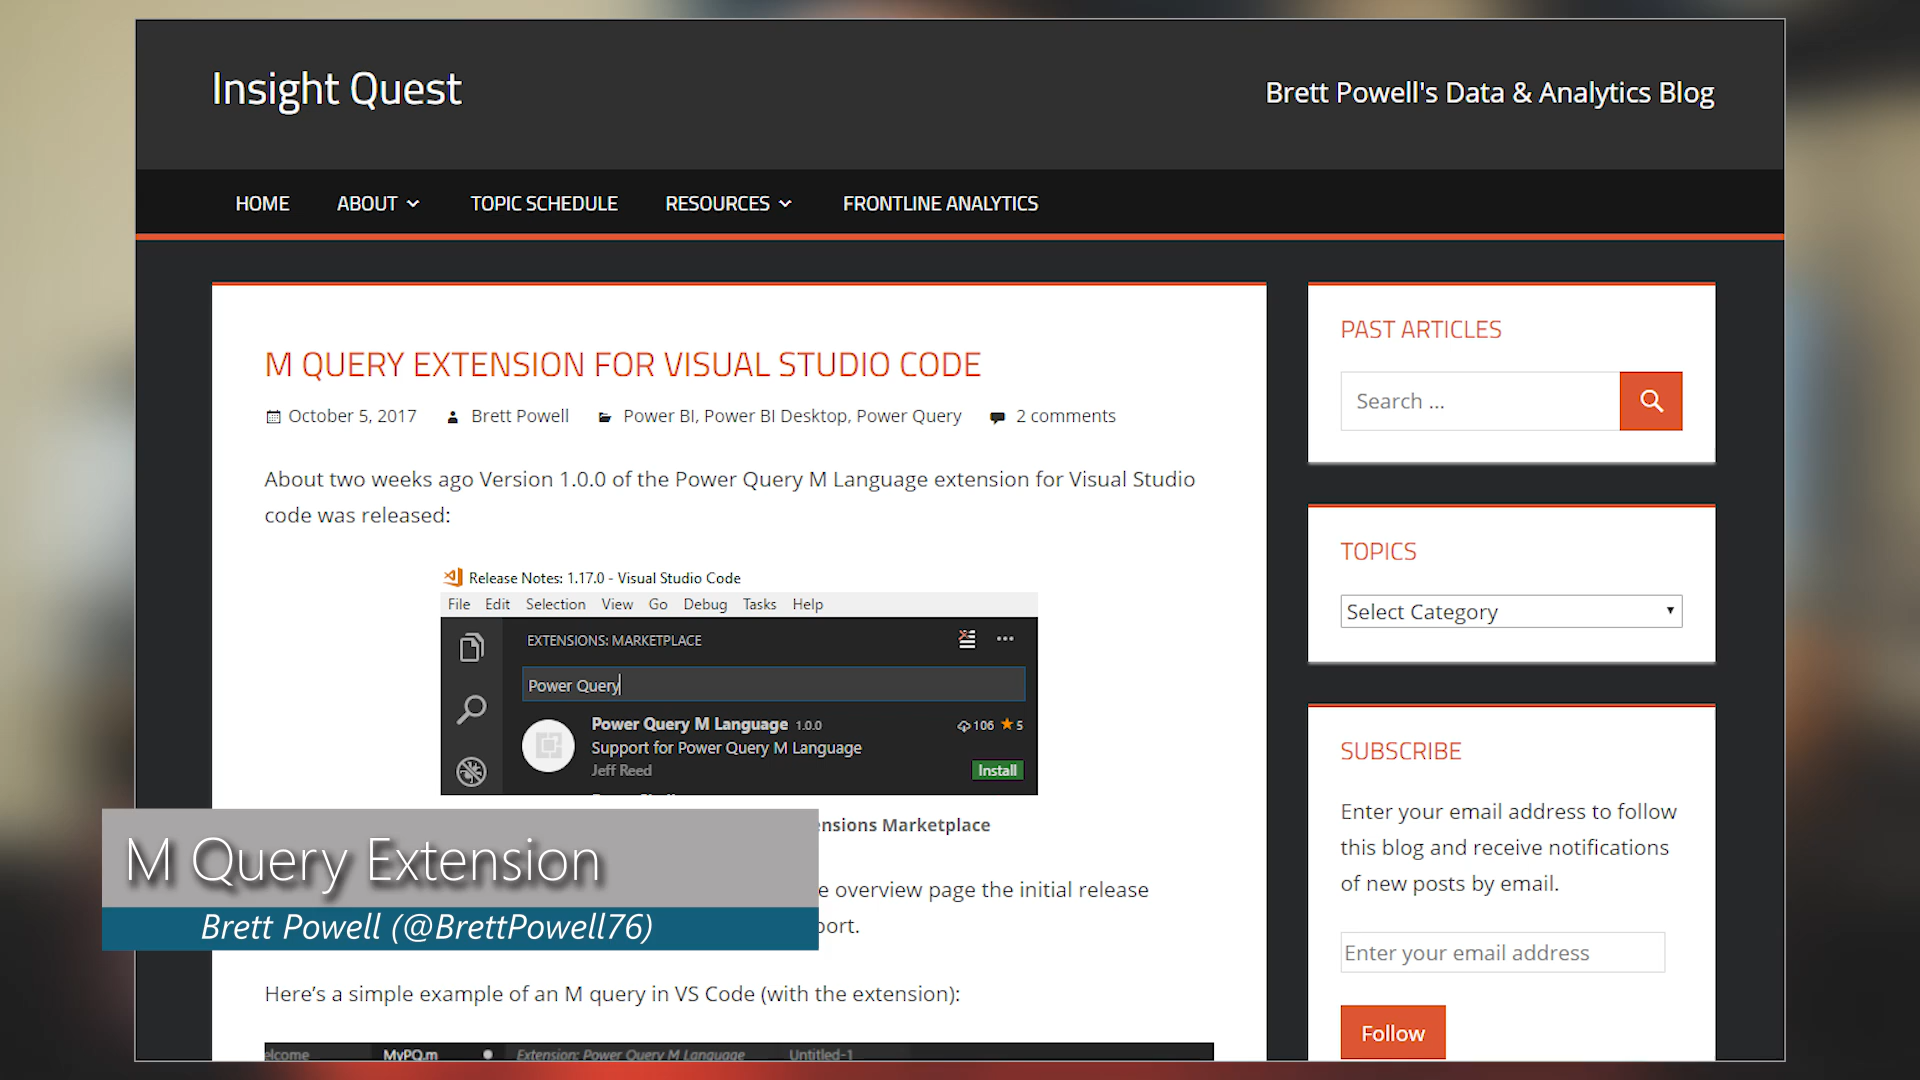 Insight Quest
Brett Powell's Data & Analytics Blog
HOME ABOUT TOPIC SCHEDULE RESOURCES FRONTLINE ANALYTICS
M QUERY EXTENSION FOR VISUAL STUDIO CODE
October 5, 2017 Brett Powell Power BI, Power BI Desktop, Power Query 2 comments
About two weeks ago Version 1.0.0 of the Power Query M Language extension for Visual Studio
code was released:
Release Notes: 1.17.0 - Visual Studio Code
File Edit Selection View Go Debug Tasks Help
EXTENSIONS: MARKETPLACE
Power Query
Power Query M Language 1.0.0 106 5
Support for Power Query M Language
Jeff Reed Install
Marketplace
overview page the initial release
Here's a simple example of an M query in VS Code (with the extension):
MyPQ.m Extension: Power Query M Language Untitled-1
PAST ARTICLES
Search ...
TOPICS
Select Category
SUBSCRIBE
Enter your email address to follow
this blog and receive notifications
of new posts by email.
Enter your email address
Follow
M Query Extension
Brett Powell (@BrettPowell76)